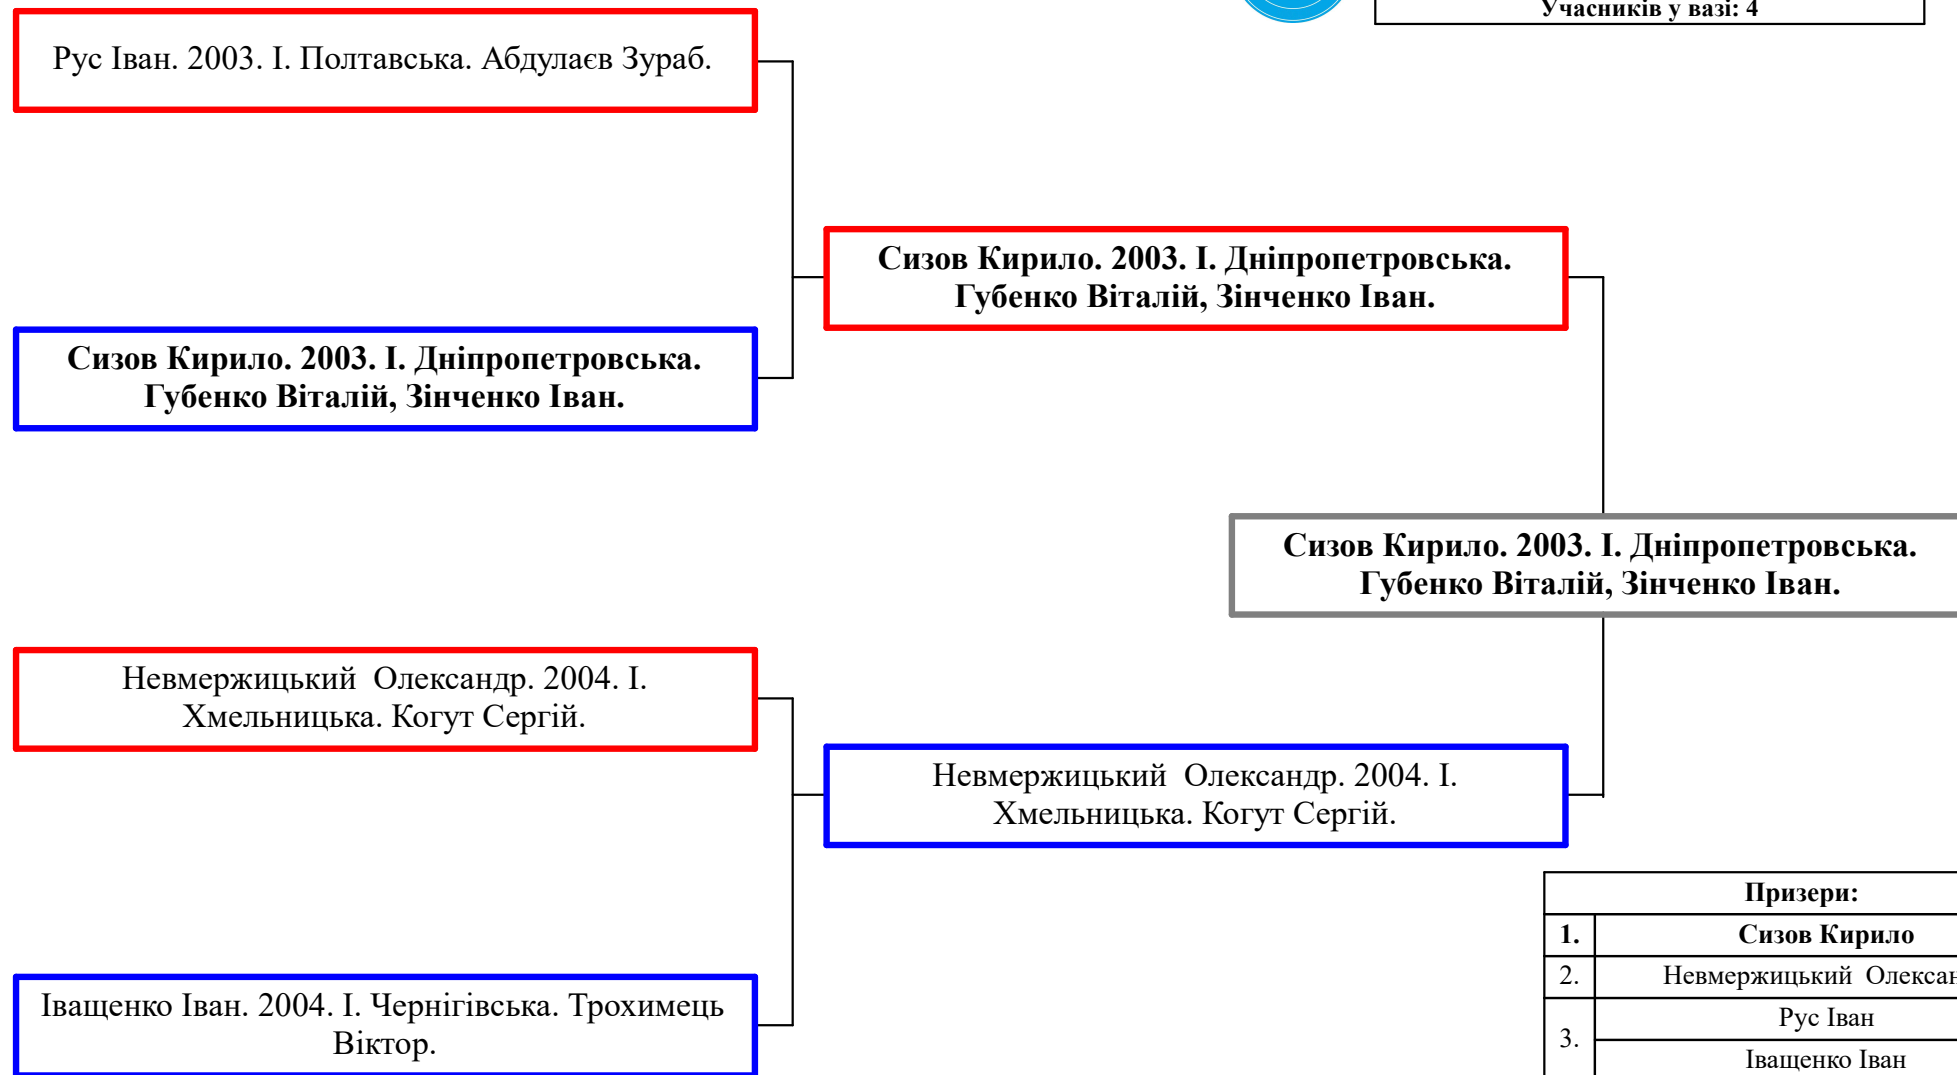 Учасників у вазі: 4
Рус Іван. 2003. І. Полтавська. Абдулаєв Зураб.
Сизов Кирило. 2003. І. Дніпропетровська.
Губенко Віталій, Зінченко Іван.
Сизов Кирило. 2003. І. Дніпропетровська.
Губенко Віталій, Зінченко Іван.
Сизов Кирило. 2003. І. Дніпропетровська.
Губенко Віталій, Зінченко Іван.
Невмержицький  Олександр. 2004. І.
Хмельницька. Когут Сергій.
Невмержицький  Олександр. 2004. І.
Хмельницька. Когут Сергій.
Іващенко Іван. 2004. І. Чернігівська. Трохимець
Віктор.
Призери:
1. Сизов Кирило
2. Невмержицький
3. Рус Іван
Іващенко Іван